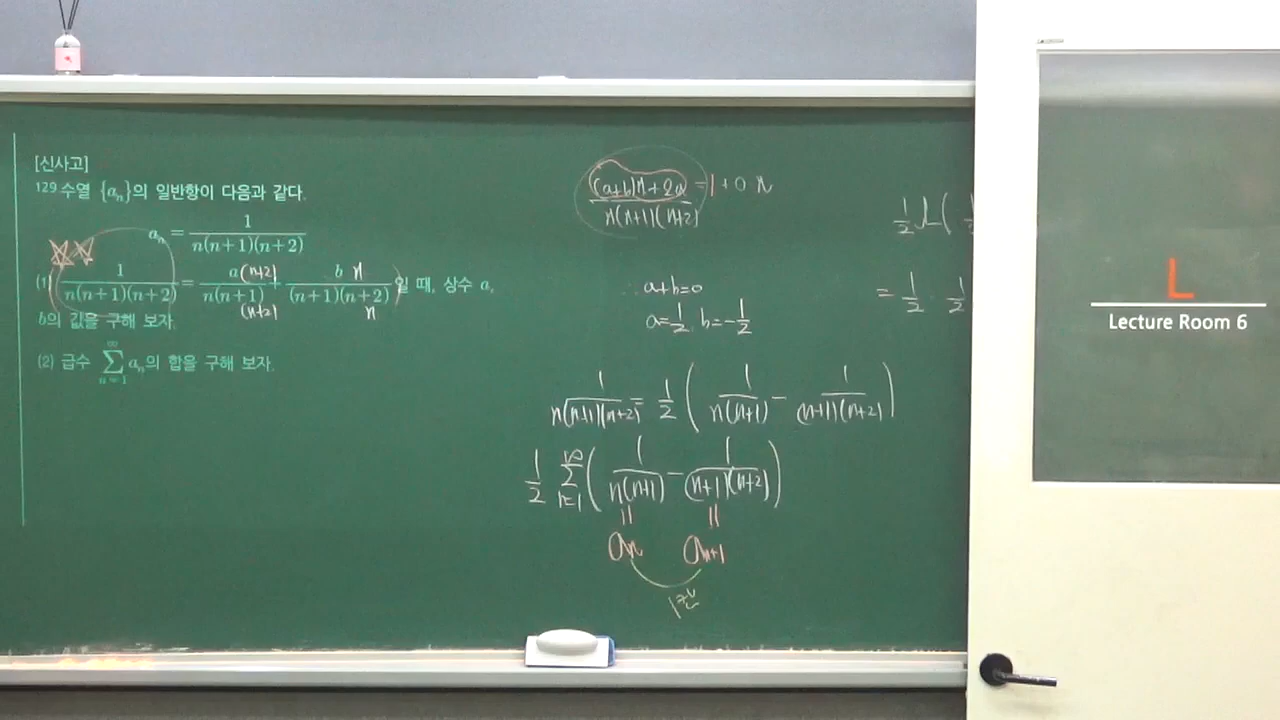 [신사고]
129 수열 {aₙ}의 일반항이 다음과 같다.
aₙ = 1/(n(n+1)(n+2))
(1) 1/(n(n+1)(n+2)) = a(n+2)/(n(n+1)(n+2)) + b n/((n+1)(n+2) n) 일 때, 상수 a,
b의 값을 구해 보자.
(2) 급수 ∑_{n=1}^{∞} aₙ의 합을 구해 보자.
((a+b)n+2a)/(n(n+1)(n+2)) = 1+0 n
a+b=0
a=1/2, b=-1/2
1/(n(n+1)(n+2)) = 1/2 ( 1/(n(n+1)) - 1/((n+1)(n+2)) )
1/2 ∑_{n=1}^{∞} ( 1/(n(n+1)) - 1/((n+1)(n+2)) )
|| ||
aₙ aₙ₊₁
1칸
1/2
= 1/2 1/2
L
Lecture Room 6